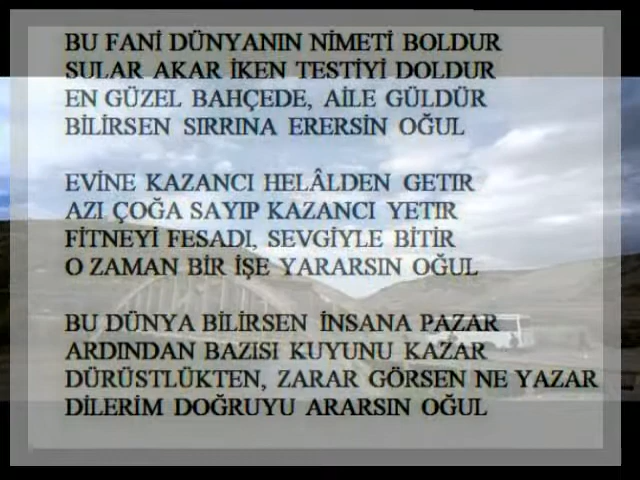 BU FANİ DÜNYANIN NİMETİ BOLDUR
SULAR AKAR İKEN TESTİYİ DOLDUR
EN GÜZEL BAHÇEDE, AİLE GÜLDÜR
BİLİRSEN SIRRINA ERERSİN OĞUL
EVİNE KAZANCI HELÂLDEN GETIR
AZI ÇOĞA SAYIP KAZANCI YETIR
FİTNEYİ FESADI, SEVGİYLE BİTİR
O ZAMAN BİR İŞE YARARSIN OĞUL
BU DÜNYA BİLİRSEN İNSANA PAZAR
ARDINDAN BAZISI KUYUNU KAZAR
DÜRÜSTLÜKTEN, ZARAR GÖRSEN NE YAZAR
DİLERİM DOĞRUYU ARARSIN OĞUL